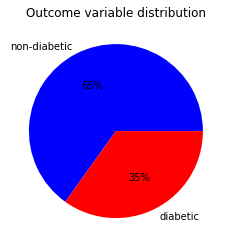 Outcome variable distribution
non-diabetic
65%
35%
diabetic